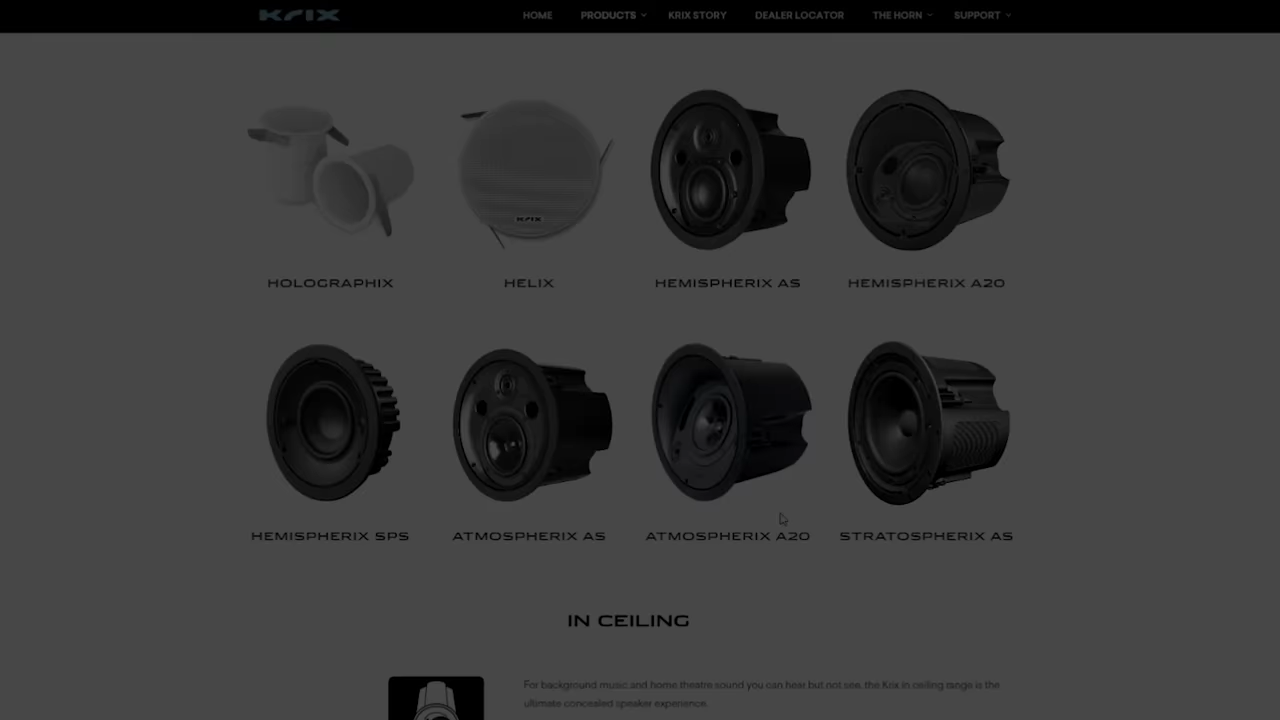 KRIX
HOME PRODUCTS KRIX STORY DEALER LOCATOR THE HORN SUPPORT
KRIX
HOLOGRAPHIX HELIX HEMISPHERIX AS HEMISPHERIX A20
HEMISPHERIX SPS ATMOSPHERIX AS ATMOSPHERIX A20 STRATOSPHERIX AS
IN CEILING
For background music and home theatre sound you can hear but not see, the Krix in ceiling range is the
ultimate concealed speaker experience.